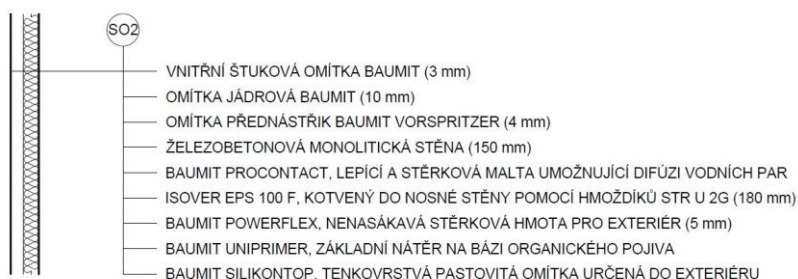 SO2
VNITŘNÍ ŠTUKOVÁ OMÍTKA BAUMIT (3 mm)
OMÍTKA JÁDROVÁ BAUMIT (10 mm)
OMÍTKA PŘEDNÁSTŘIK BAUMIT VORSPRITZER (4 mm)
ŽELEZOBETONOVÁ MONOLITICKÁ STĚNA (150 mm)
BAUMIT PROCONTACT, LEPÍCÍ A STĚRKOVÁ MALTA UMOŽNUJÍCÍ DIFÚZI VODNÍCH PAR
ISOVER EPS 100 F, KOTVENÝ DO NOSNÉ STĚNY POMOCÍ HMOŽDÍKŮ STR U 2G (180 mm)
BAUMIT POWERFLEX, NENASÁKAVÁ STĚRKOVÁ HMOTA PRO EXTERIÉR (5 mm)
BAUMIT UNIPRIMER, ZÁKLADNÍ NÁTĚR NA BÁZI ORGANICKÉHO POJIVA
BAUMIT SILIKONTOP, TENKOVRSTVÁ PASTOVITÁ OMÍTKA URČENÁ DO EXTERIÉRU